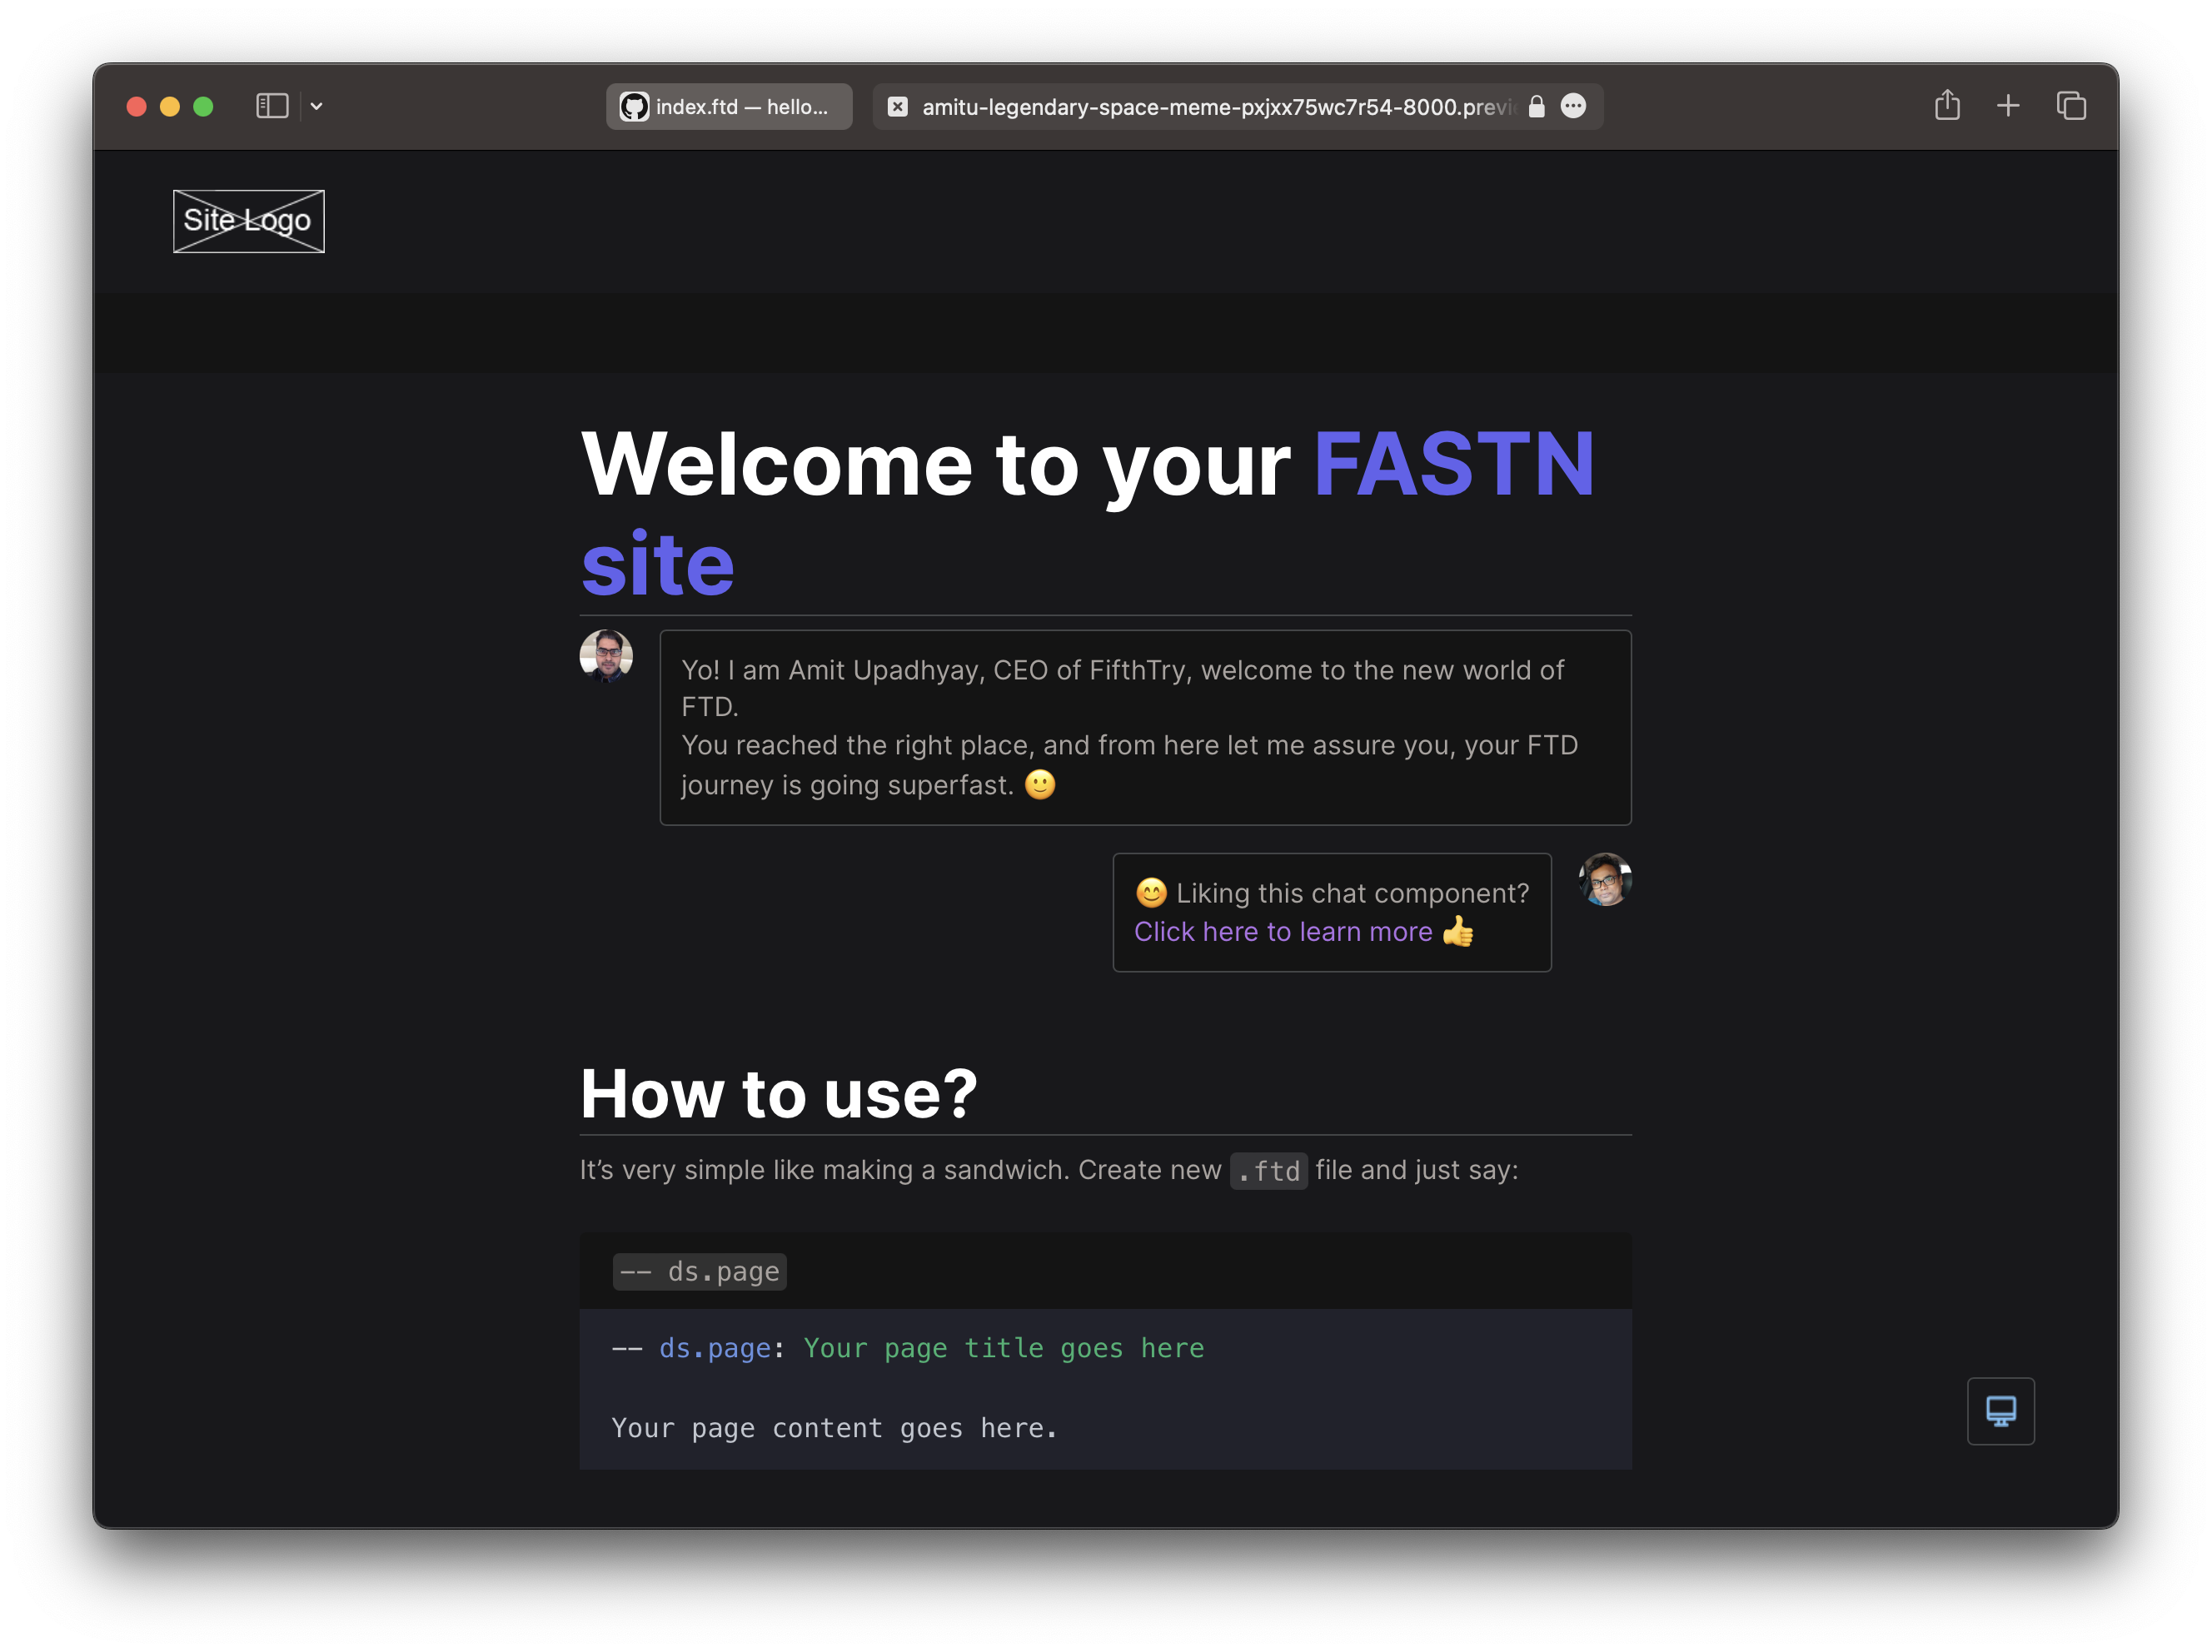 index.ftd — hello...
amitu-legendary-space-meme-pxjxx75wc7r54-8000.previ
Site Logo
Welcome to your FASTN
site
Yo! I am Amit Upadhyay, CEO of FifthTry, welcome to the new world of
FTD.
You reached the right place, and from here let me assure you, your FTD
journey is going superfast. 🙂
😊 Liking this chat component?
Click here to learn more 👍
How to use?
It’s very simple like making a sandwich. Create new .ftd file and just say:
-- ds.page
-- ds.page: Your page title goes here
Your page content goes here.